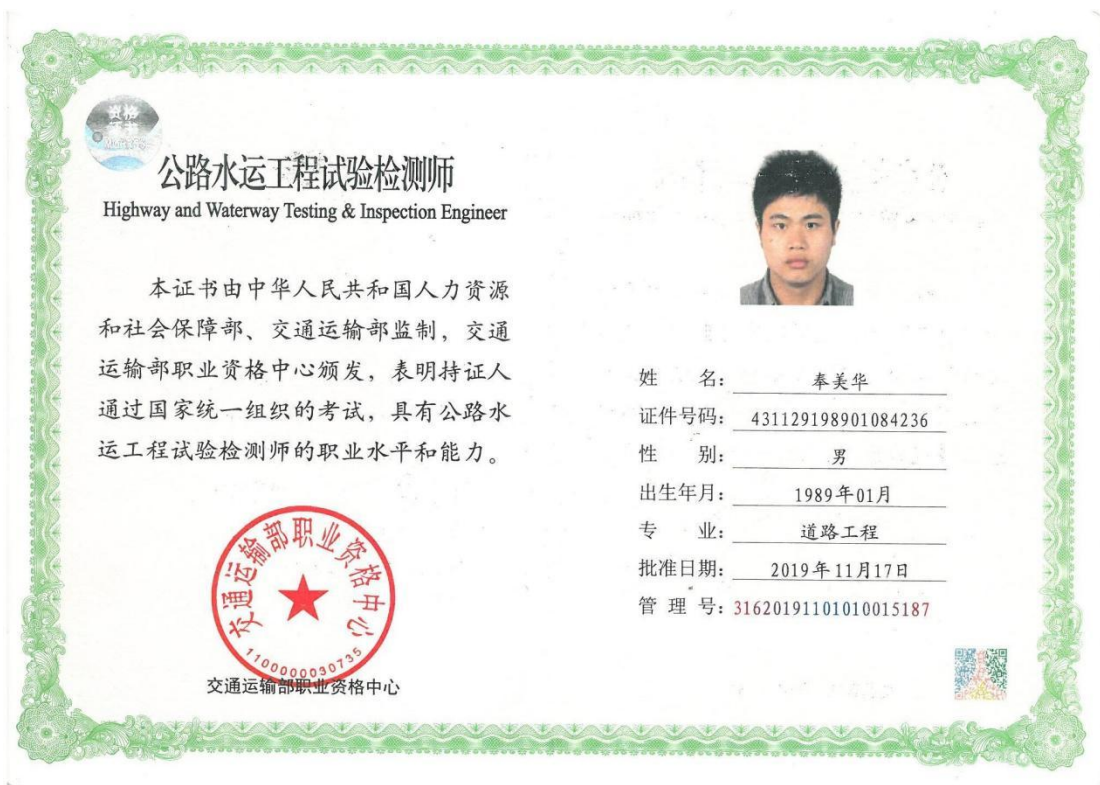 资格
证书
公路水运工程试验检测师
Highway and Waterway Testing & Inspection Engineer
本证书由中华人民共和国人力资源
和社会保障部、交通运输部监制，交通
运输部职业资格中心颁发，表明持证人
通过国家统一组织的考试，具有公路水
运工程试验检测师的职业水平和能力。
交通运输部职业资格中心
1100000030735
交通运输部职业资格中心
姓 名：奉美华
证件号码：431129198901084236
性 别：男
出生年月：1989年01月
专 业：道路工程
批准日期：2019年11月17日
管 理 号：31620191101010015187